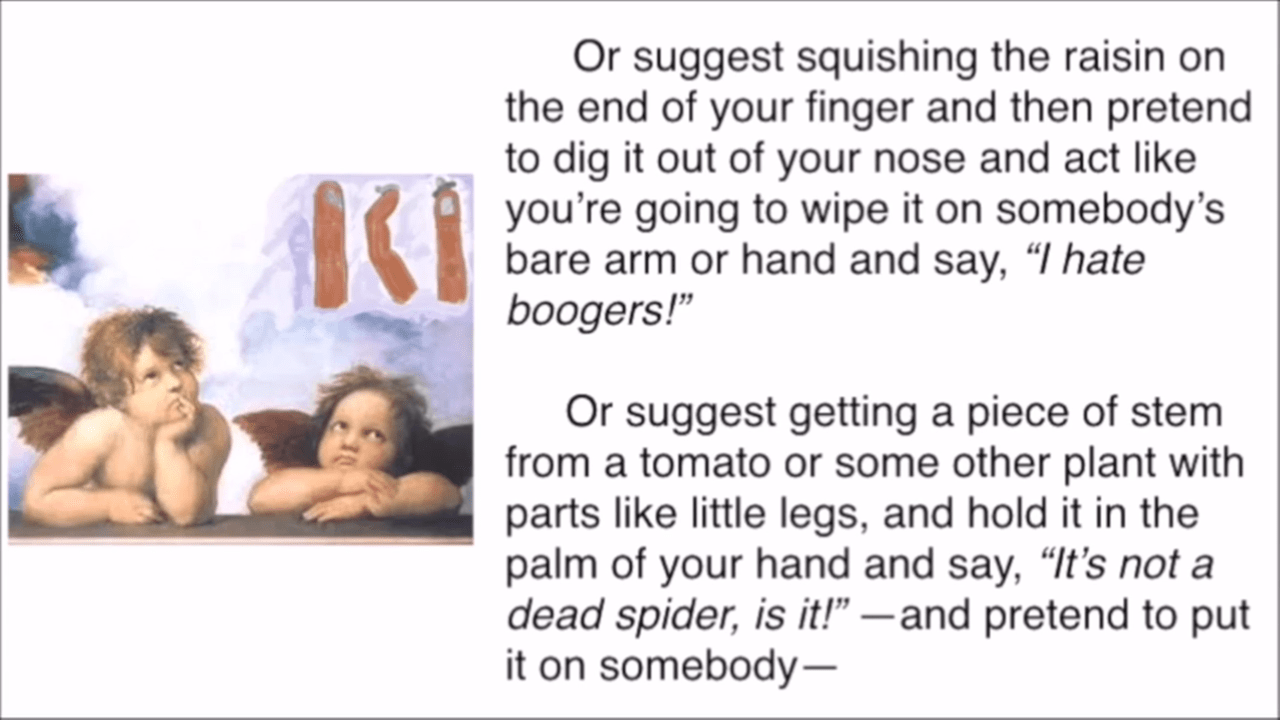 Or suggest squishing the raisin on
the end of your finger and then pretend
to dig it out of your nose and act like
you’re going to wipe it on somebody’s
bare arm or hand and say, “I hate
boogers!”
Or suggest getting a piece of stem
from a tomato or some other plant with
parts like little legs, and hold it in the
palm of your hand and say, “It’s not a
dead spider, is it!” —and pretend to put
it on somebody—